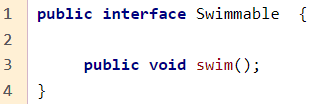 1 public interface Swimmable  {
2
3      public void swim();
4 }